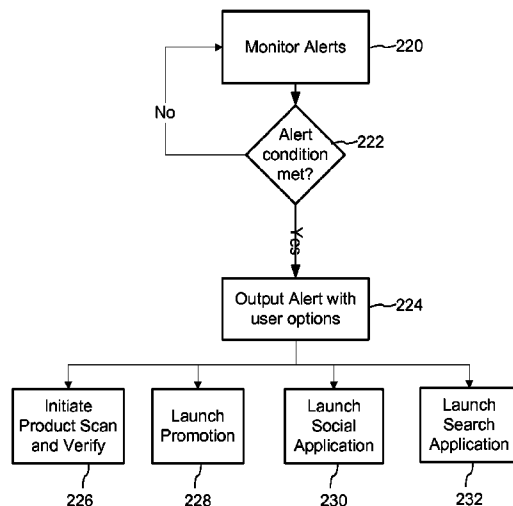 Monitor Alerts
220
No
Alert
condition
met?
222
Yes
Output Alert with
user options
224
Initiate
Product Scan
and Verify
Launch
Promotion
Launch
Social
Application
Launch
Search
Application
226
228
230
232